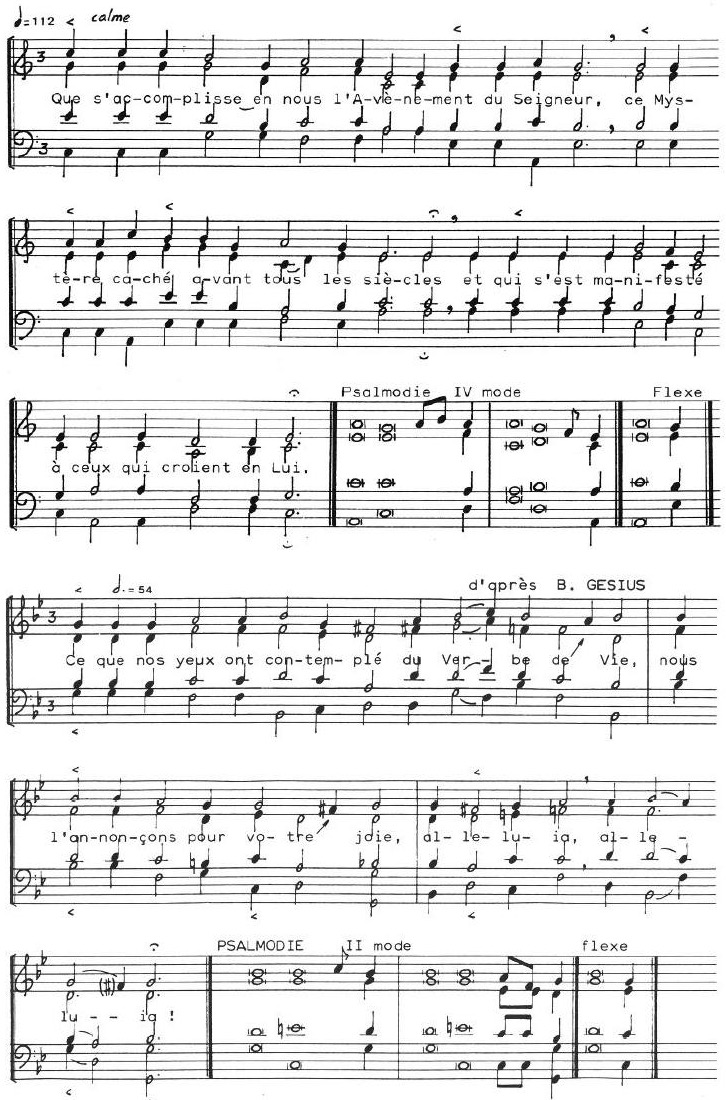 ♩=112 < calme
Que s'ac-com-plisse en nous l'A-vè-ne-ment du Seigneur, ce Mys-
tè-re ca-ché a-vant tous les siè-cles et qui s'est ma-ni-festé
Psalmodie IV mode Flexe
à ceux qui croient en Lui.
♩.=54 d'après B. GESIUS
Ce que nos yeux ont con-tem-plé du Ver-be de Vie, nous
l'an-non-çons pour vo-tre joie, al-le-lu-ia, al-le-
PSALMODIE II mode flexe
lu--ia !